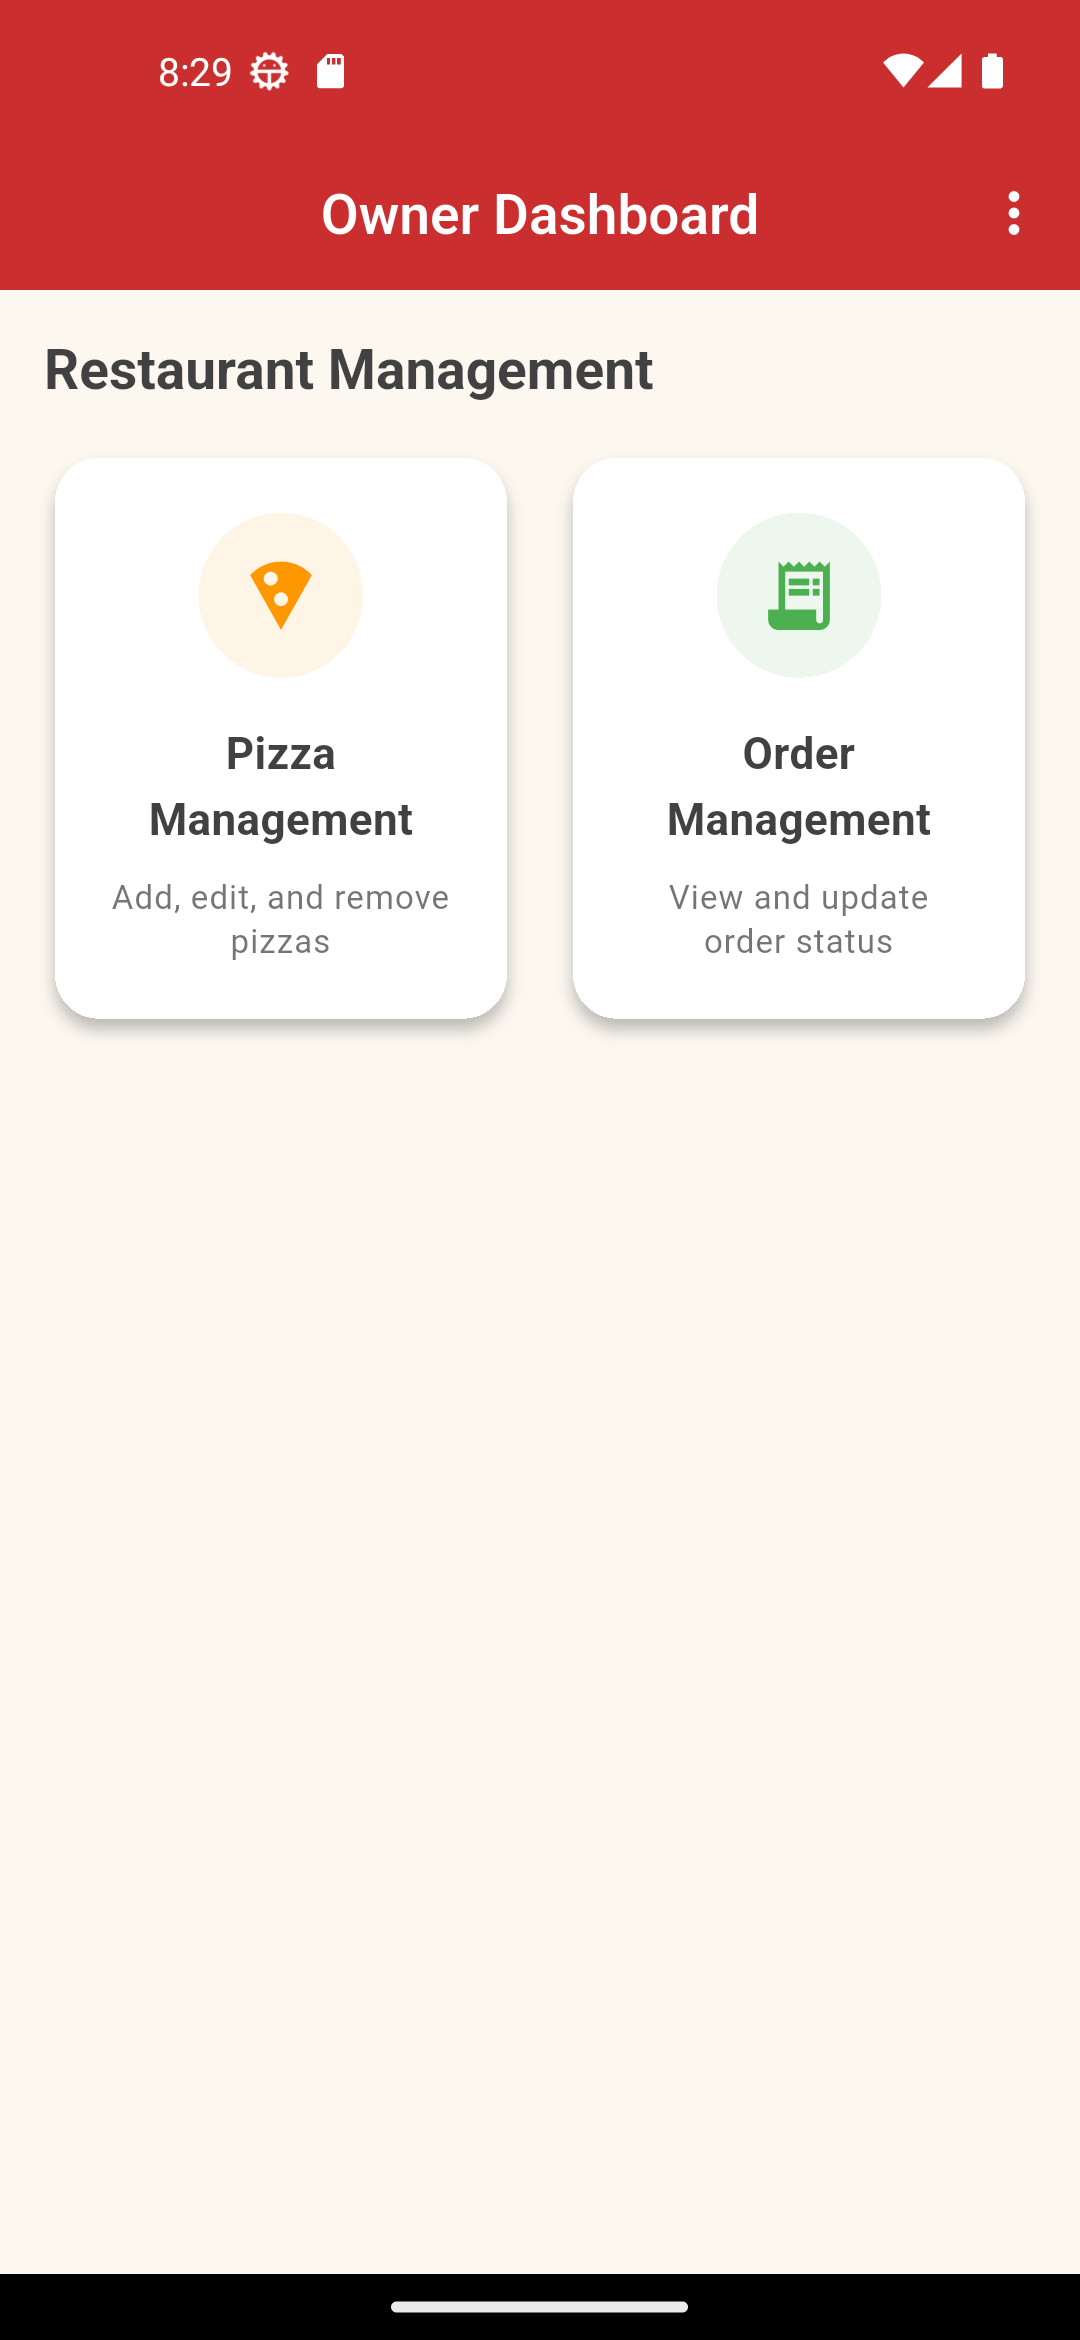 8:29
Owner Dashboard
Restaurant Management
Pizza
Management
Add, edit, and remove
pizzas
Order
Management
View and update
order status